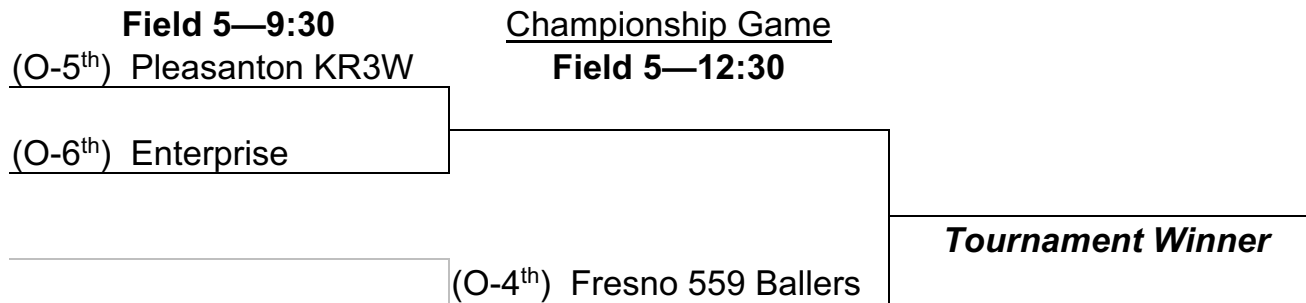 Field 5—9:30
Championship Game
(O-5th) Pleasanton KR3W
Field 5—12:30
(O-6th) Enterprise
Tournament Winner
(O-4th) Fresno 559 Ballers